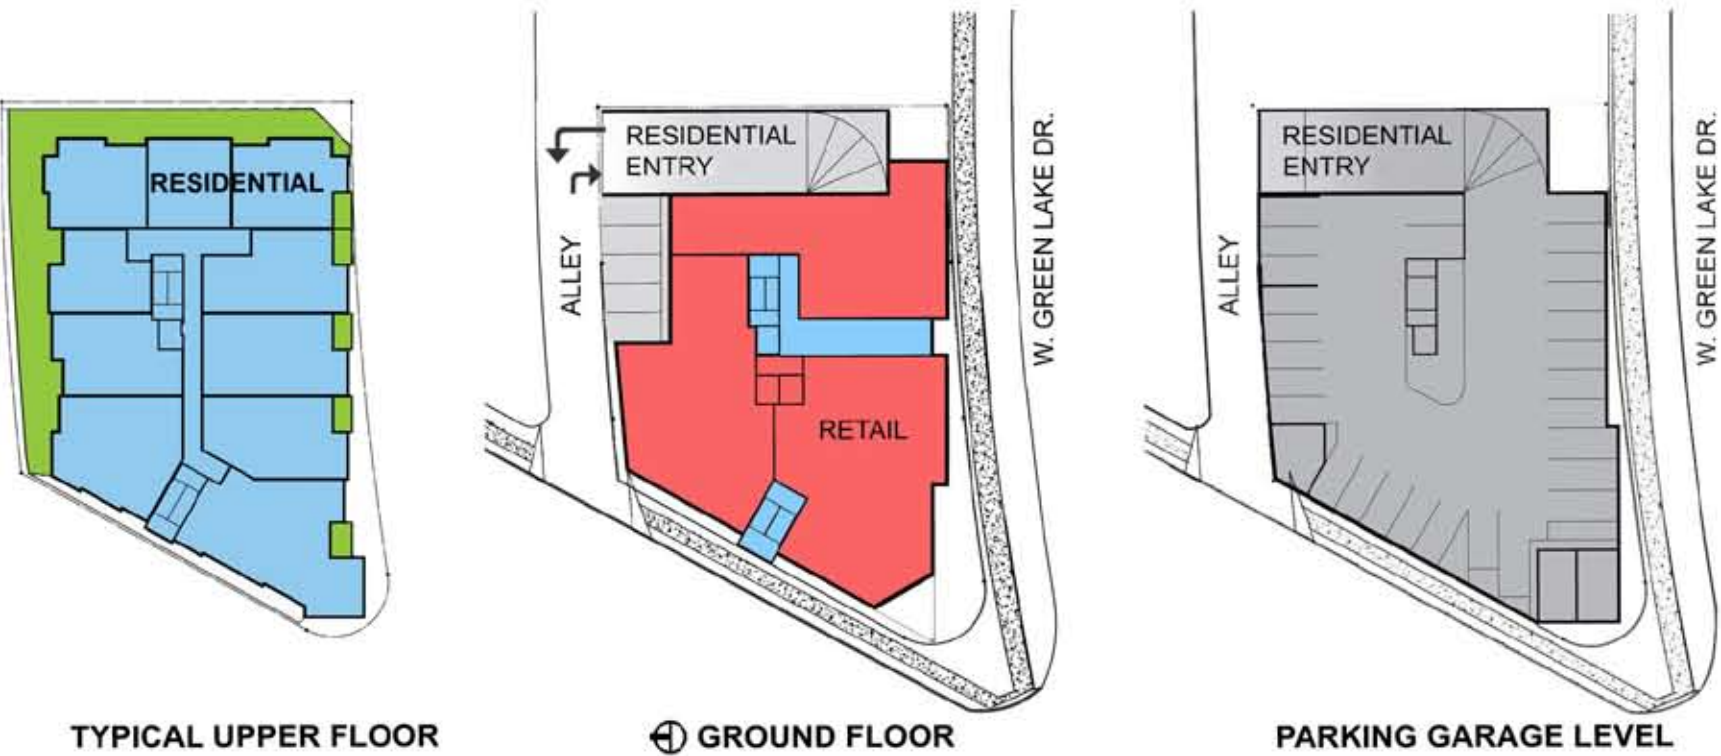 RESIDENTIAL
TYPICAL UPPER FLOOR
RESIDENTIAL
ENTRY
ALLEY
W. GREEN LAKE DR.
RETAIL
GROUND FLOOR
RESIDENTIAL
ENTRY
ALLEY
W. GREEN LAKE DR.
PARKING GARAGE LEVEL